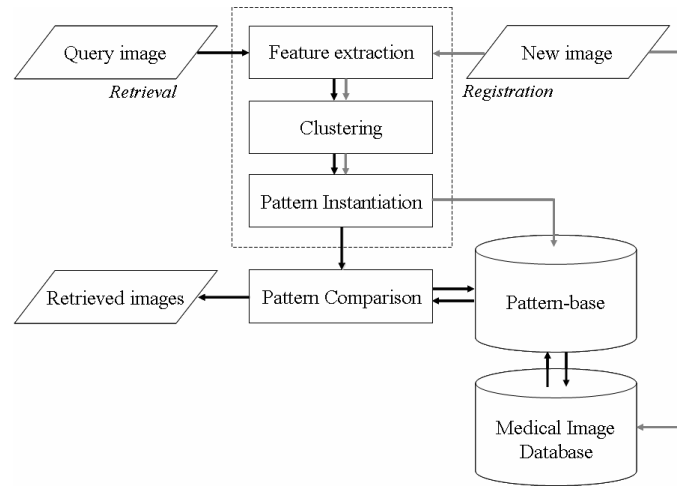 Query image
Feature extraction
New image
Retrieval
Registration
Clustering
Pattern Instantiation
Retrieved images
Pattern Comparison
Pattern-base
Medical Image
Database